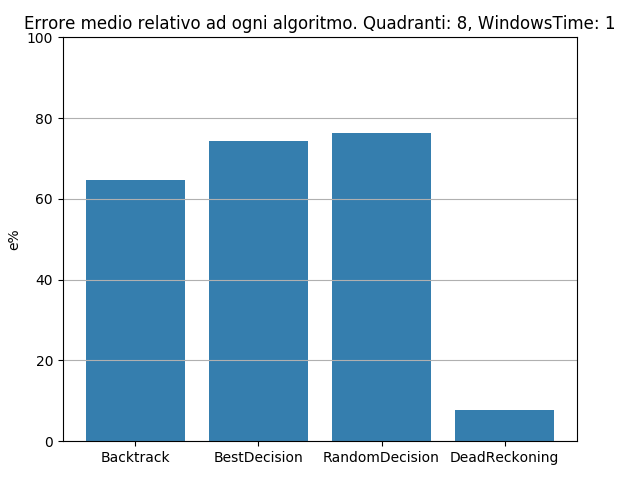 Errore medio relativo ad ogni algoritmo. Quadranti: 8, WindowsTime: 1
100
80
60
40
20
0
e%
Backtrack BestDecision RandomDecision DeadReckoning